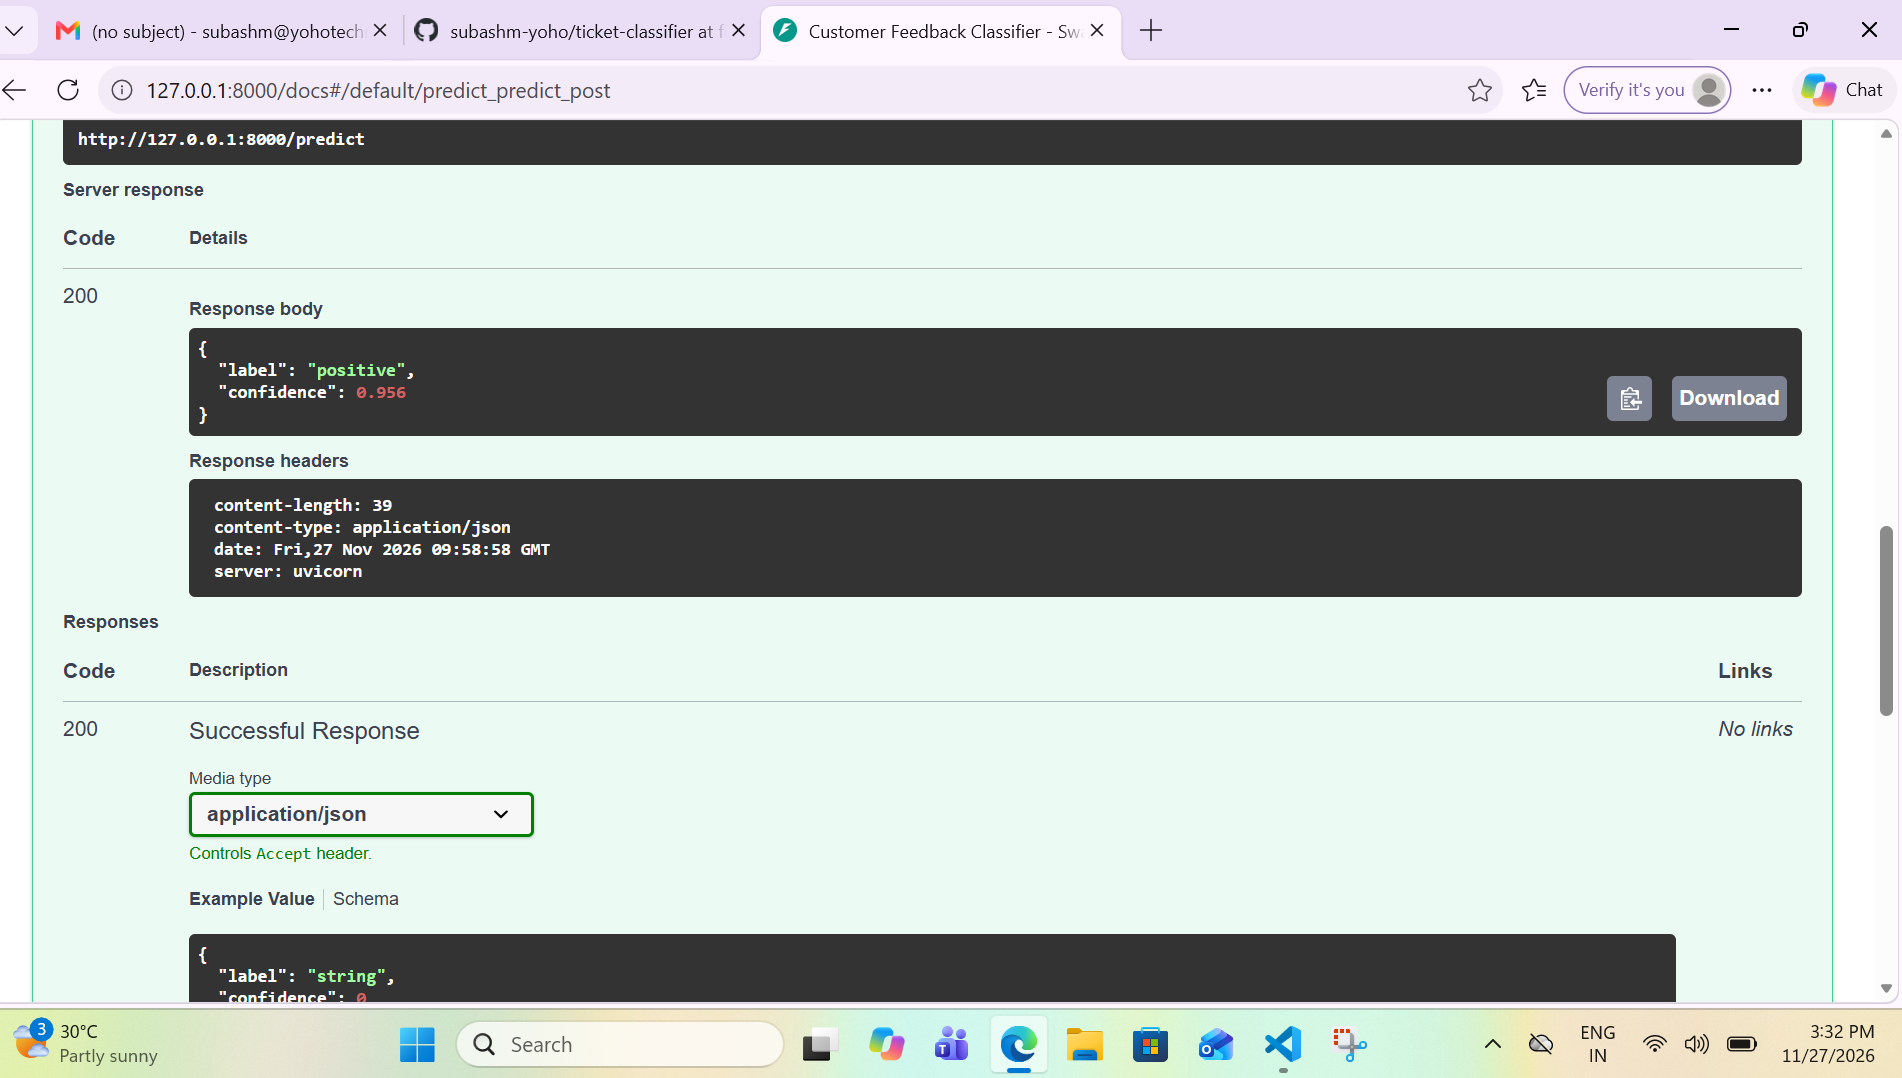 (no subject) - subashm@yohotech
subashm-yoho/ticket-classifier at f
Customer Feedback Classifier - Swa
127.0.0.1:8000/docs#/default/predict_predict_post
Verify it's you
Chat
http://127.0.0.1:8000/predict
Server response
Code Details
200
Response body
{
"label": "positive",
"confidence": 0.956
}
Download
Response headers
content-length: 39
content-type: application/json
date: Fri,27 Nov 2026 09:58:58 GMT
server: uvicorn
Responses
Code Description Links
200 Successful Response No links
Media type
application/json
Controls Accept header.
Example Value Schema
{
"label": "string",
"confidence": 0
3
30°C
Partly sunny
Search
ENG
IN
3:32 PM
11/27/2026